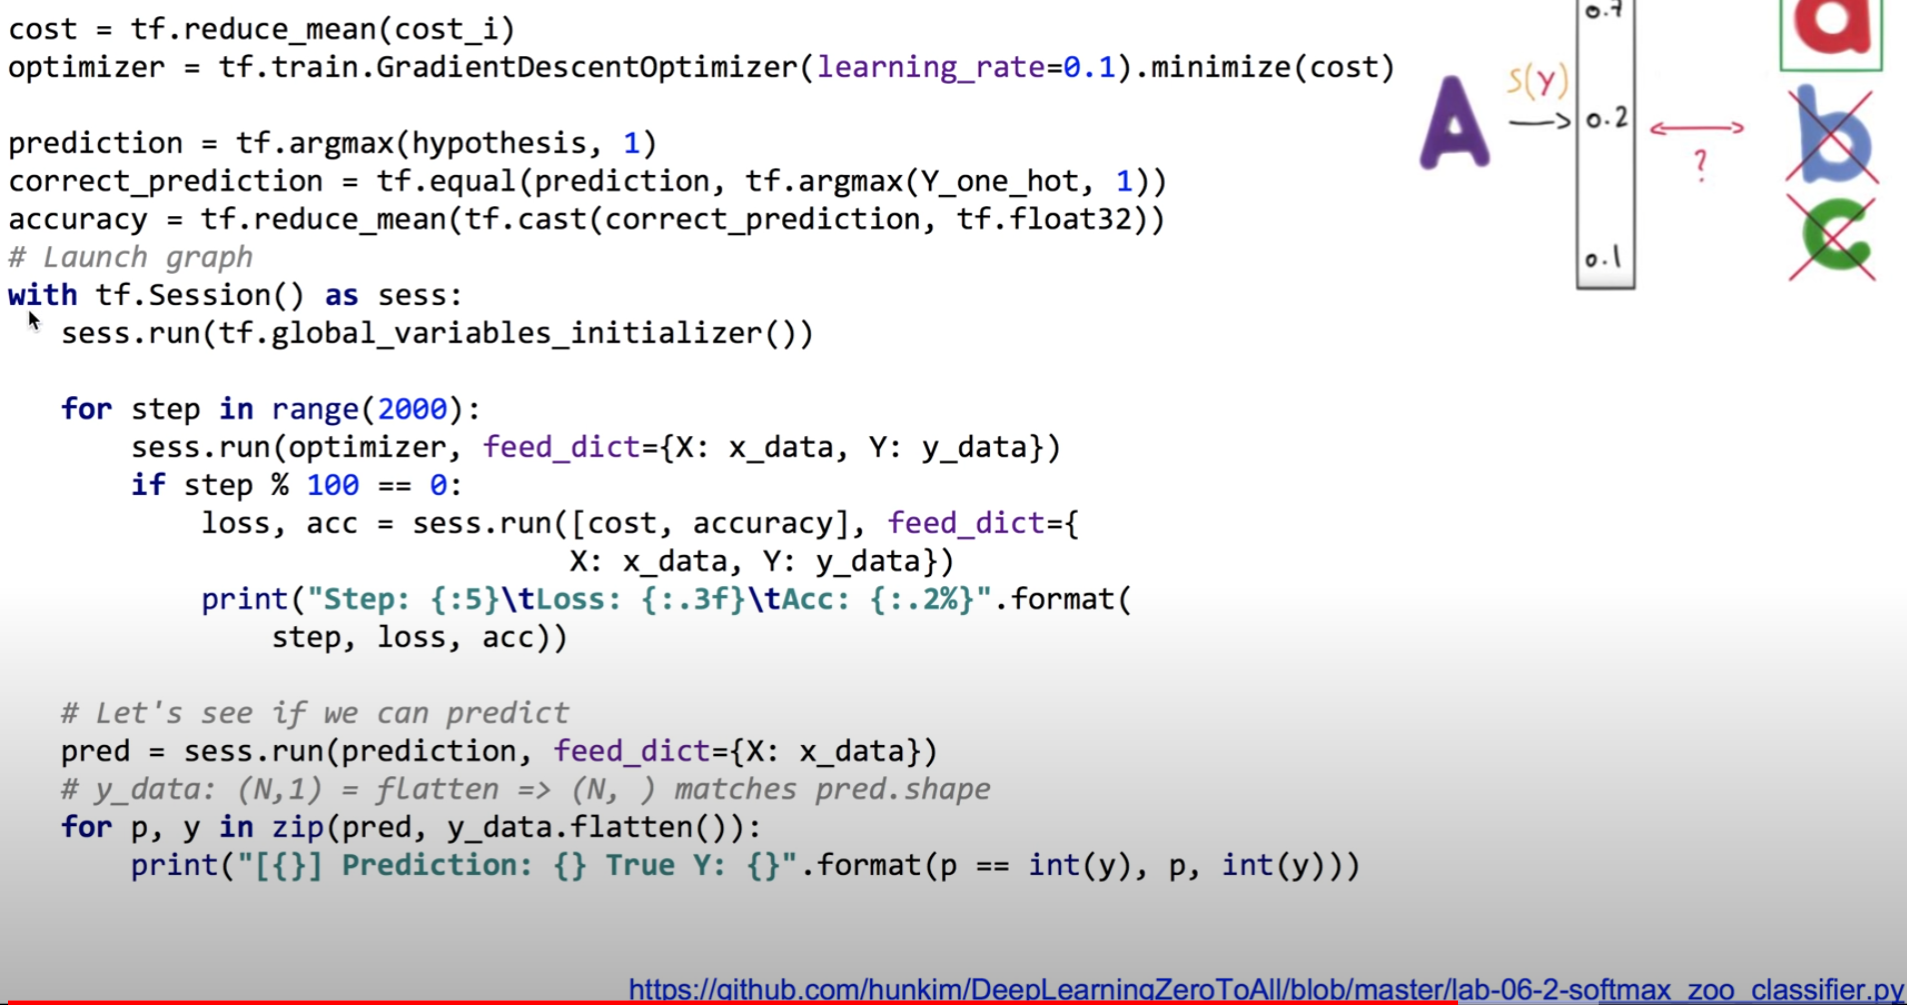 cost = tf.reduce_mean(cost_i)
optimizer = tf.train.GradientDescentOptimizer(learning_rate=0.1).minimize(cost)
prediction = tf.argmax(hypothesis, 1)
correct_prediction = tf.equal(prediction, tf.argmax(Y_one_hot, 1))
accuracy = tf.reduce_mean(tf.cast(correct_prediction, tf.float32))
# Launch graph
with tf.Session() as sess:
   sess.run(tf.global_variables_initializer())
   for step in range(2000):
       sess.run(optimizer, feed_dict={X: x_data, Y: y_data})
       if step % 100 == 0:
           loss, acc = sess.run([cost, accuracy], feed_dict={
                                X: x_data, Y: y_data})
           print("Step: {:5}\tLoss: {:.3f}\tAcc: {:.2%}".format(
               step, loss, acc))
   # Let's see if we can predict
   pred = sess.run(prediction, feed_dict={X: x_data})
   # y_data: (N,1) = flatten => (N, ) matches pred.shape
   for p, y in zip(pred, y_data.flatten()):
       print("[{}] Prediction: {} True Y: {}".format(p == int(y), p, int(y)))
0.7
a
A
S(Y)
0.2
?
b
0.1
c
https://github.com/hunkim/DeepLearningZeroToAll/blob/master/lab-06-2-softmax_zoo_classifier.py